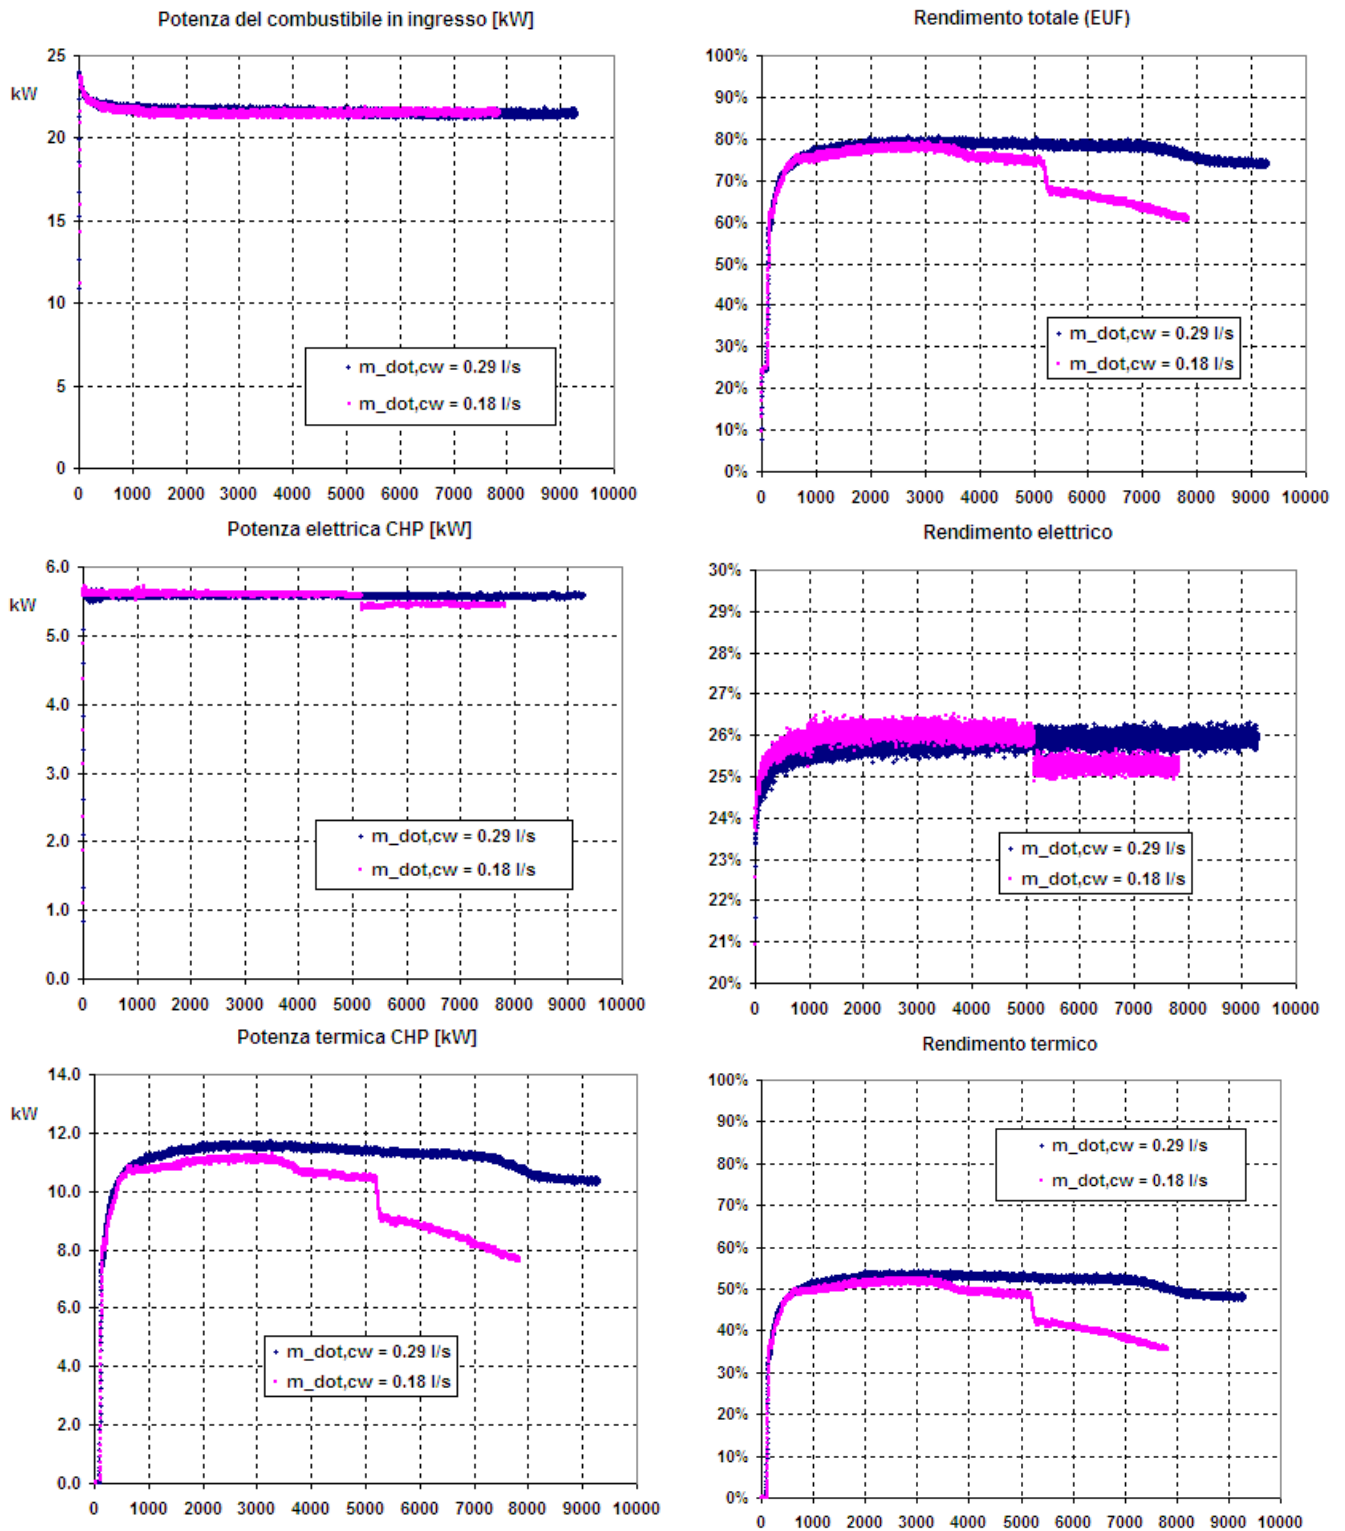 Potenza del combustibile in ingresso [kW]
kW
25
20
15
10
5
0
0 1000 2000 3000 4000 5000 6000 7000 8000 9000 10000
m_dot,cw = 0.29 l/s
m_dot,cw = 0.18 l/s
Rendimento totale (EUF)
100%
90%
80%
70%
60%
50%
40%
30%
20%
10%
0%
0 1000 2000 3000 4000 5000 6000 7000 8000 9000 10000
m_dot,cw = 0.29 l/s
m_dot,cw = 0.18 l/s
Potenza elettrica CHP [kW]
kW
6.0
5.0
4.0
3.0
2.0
1.0
0.0
0 1000 2000 3000 4000 5000 6000 7000 8000 9000 10000
m_dot,cw = 0.29 l/s
m_dot,cw = 0.18 l/s
Rendimento elettrico
30%
29%
28%
27%
26%
25%
24%
23%
22%
21%
20%
0 1000 2000 3000 4000 5000 6000 7000 8000 9000 10000
m_dot,cw = 0.29 l/s
m_dot,cw = 0.18 l/s
Potenza termica CHP [kW]
kW
14.0
12.0
10.0
8.0
6.0
4.0
2.0
0.0
0 1000 2000 3000 4000 5000 6000 7000 8000 9000 10000
m_dot,cw = 0.29 l/s
m_dot,cw = 0.18 l/s
Rendimento termico
100%
90%
80%
70%
60%
50%
40%
30%
20%
10%
0%
0 1000 2000 3000 4000 5000 6000 7000 8000 9000 10000
m_dot,cw = 0.29 l/s
m_dot,cw = 0.18 l/s